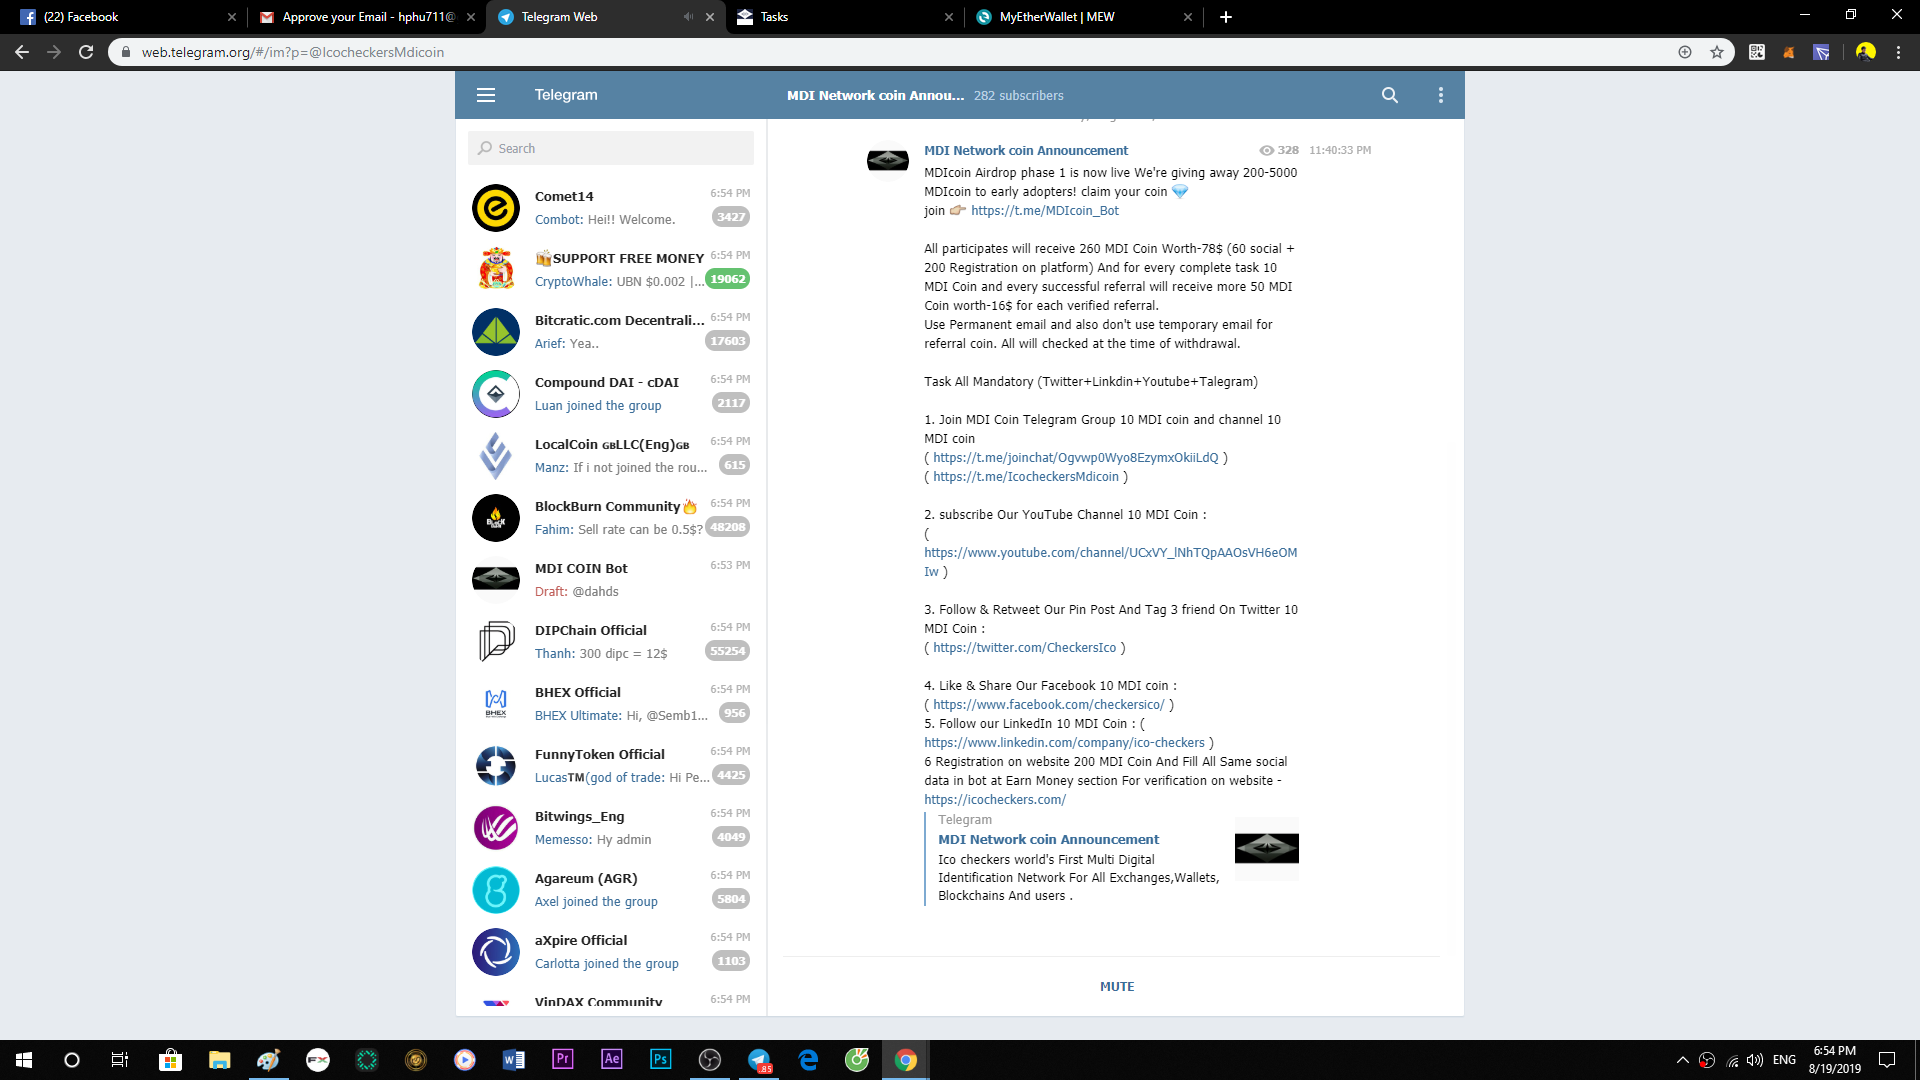 (22) Facebook
Approve your Email - hphu711@
Telegram Web
Tasks
MyEtherWallet | MEW
web.telegram.org/#/im?p=@IcocheckersMdicoin
Telegram
MDI Network coin Annou... 282 subscribers
Search
Comet14 6:54 PM
Combot: Hei!! Welcome. 3427
🍻SUPPORT FREE MONEY 6:54 PM
CryptoWhale: UBN $0.002 |... 19062
Bitcratic.com Decentrali... 6:54 PM
Arief: Yea.. 17603
Compound DAI - cDAI 6:54 PM
Luan joined the group 2117
LocalCoin ɢʙLLC(Eng)ɢʙ 6:54 PM
Manz: If i not joined the rou... 615
BlockBurn Community🔥 6:54 PM
Fahim: Sell rate can be 0.5$? 48208
MDI COIN Bot 6:53 PM
Draft: @dahds
DIPChain Official 6:54 PM
Thanh: 300 dipc = 12$ 55254
BHEX
BHEX Official 6:54 PM
BHEX Ultimate: Hi, @Semb1... 956
FunnyToken Official 6:54 PM
Lucas™(god of trade: Hi Pe... 4425
Bitwings_Eng 6:54 PM
Memesso: Hy admin 4049
Agareum (AGR) 6:54 PM
Axel joined the group 5804
aXpire Official 6:54 PM
Carlotta joined the group 1103
VinDAX Community 6:54 PM
MDI Network coin Announcement 328 11:40:33 PM
MDIcoin Airdrop phase 1 is now live We're giving away 200-5000
MDIcoin to early adopters! claim your coin 💎
join 👉🏼 https://t.me/MDIcoin_Bot
All participates will receive 260 MDI Coin Worth-78$ (60 social +
200 Registration on platform) And for every complete task 10
MDI Coin and every successful referral will receive more 50 MDI
Coin worth-16$ for each verified referral.
Use Permanent email and also don't use temporary email for
referral coin. All will checked at the time of withdrawal.
Task All Mandatory (Twitter+Linkdin+Youtube+Talegram)
1. Join MDI Coin Telegram Group 10 MDI coin and channel 10
MDI coin
( https://t.me/joinchat/Ogvwp0Wyo8EzymxOkiiLdQ )
( https://t.me/IcocheckersMdicoin )
2. subscribe Our YouTube Channel 10 MDI Coin :
(
https://www.youtube.com/channel/UCxVY_lNhTQpAAOsVH6eOM
Iw )
3. Follow & Retweet Our Pin Post And Tag 3 friend On Twitter 10
MDI Coin :
( https://twitter.com/CheckersIco )
4. Like & Share Our Facebook 10 MDI coin :
( https://www.facebook.com/checkersico/ )
5. Follow our LinkedIn 10 MDI Coin : (
https://www.linkedin.com/company/ico-checkers )
6 Registration on website 200 MDI Coin And Fill All Same social
data in bot at Earn Money section For verification on website -
https://icocheckers.com/
Telegram
MDI Network coin Announcement
Ico checkers world's First Multi Digital
Identification Network For All Exchanges,Wallets,
Blockchains And users .
MUTE
FX
Pr
Ae
Ps
.85
ENG
6:54 PM
8/19/2019